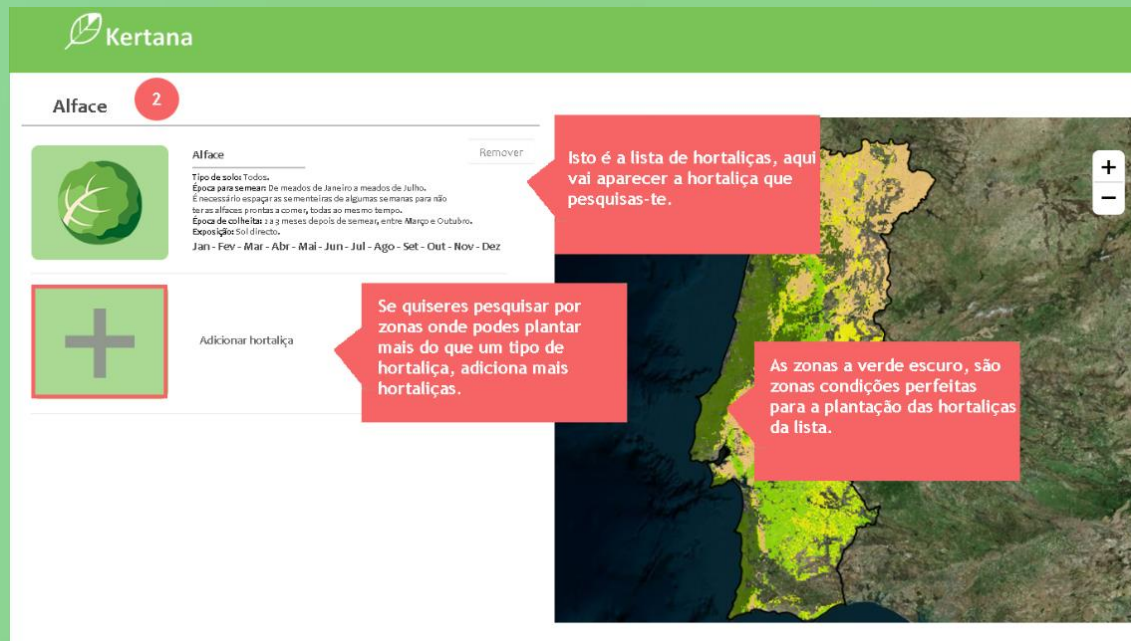 Kertana
Alface
2
Alface
Remover
Tipo de solo: Todos.
Época para semear: De meados de Janeiro a meados de Julho.
É necessário espaçar as sementeiras de algumas semanas para não
teras alfaces prontas a comer, todas ao mesmo tempo.
Época de colheita: 2 a 3 meses depois de semear, entre Março e Outubro.
Exposição: Sol directo.
Jan - Fev - Mar - Abr - Mai - Jun - Jul - Ago - Set - Out - Nov - Dez
Isto é a lista de hortaliças, aqui
vai aparecer a hortaliça que
pesquisas-te.
+
−
Adicionar hortaliça
Se quiseres pesquisar por
zonas onde podes plantar
mais do que um tipo de
hortaliça, adiciona mais
hortaliças.
As zonas a verde escuro, são
zonas condições perfeitas
para a plantação das hortaliças
da lista.